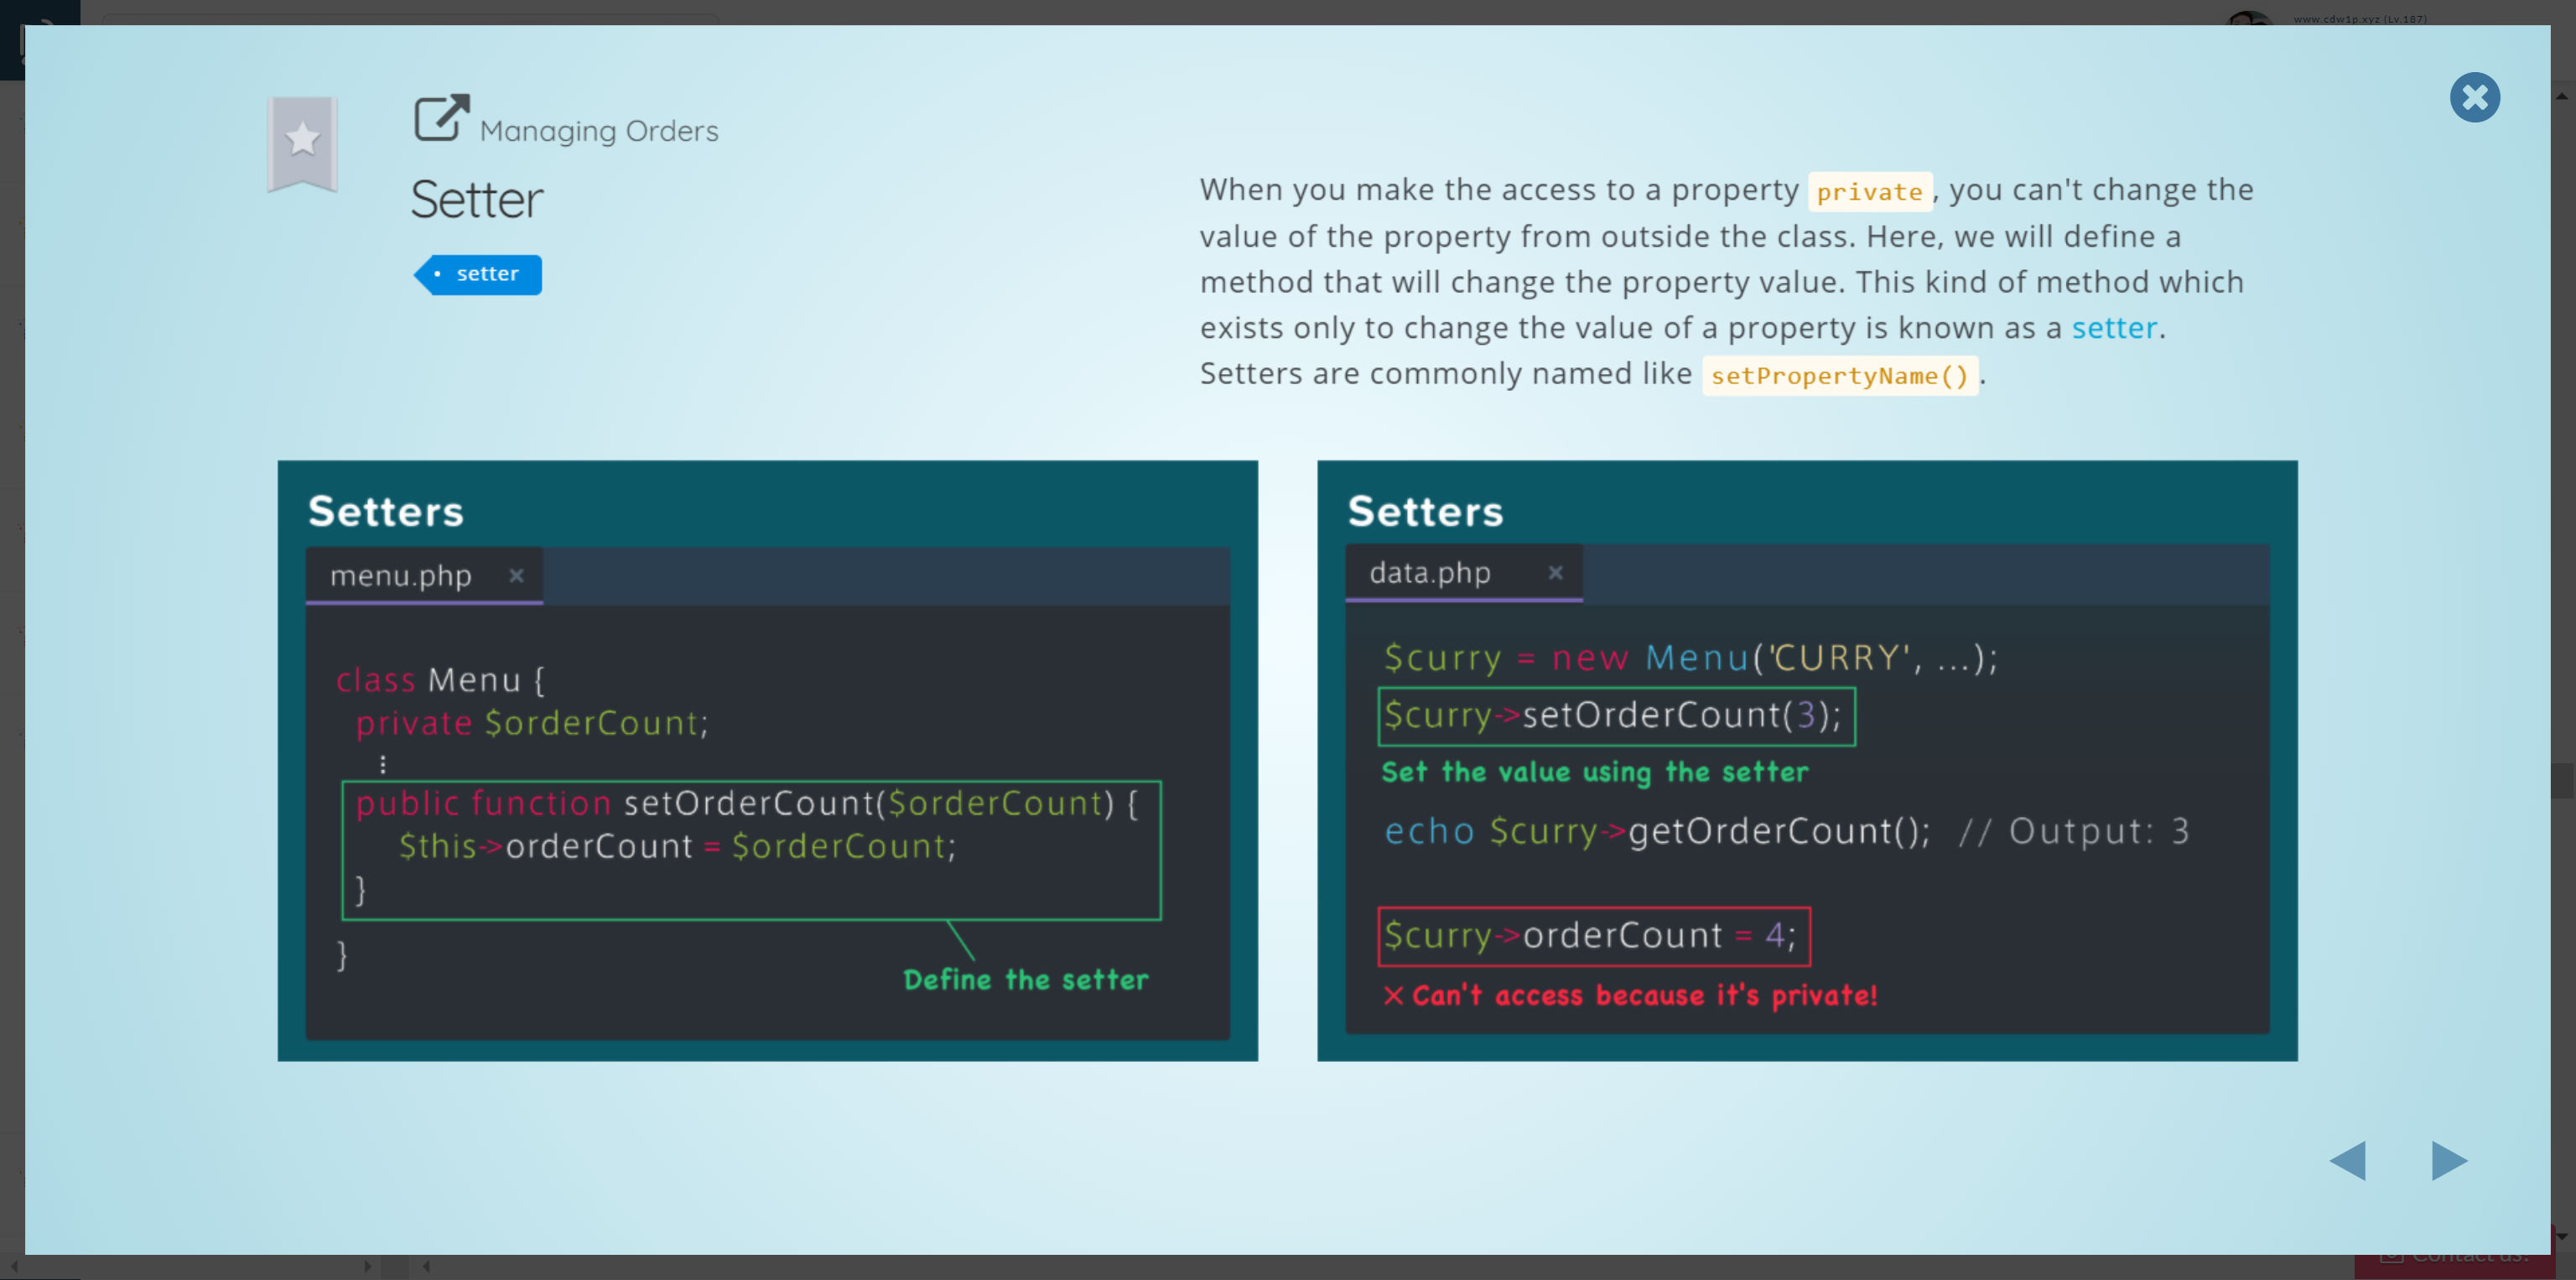 www.cdw1p.xyz (Lv.187)
Managing Orders
Setter
• setter
When you make the access to a property private, you can't change the
value of the property from outside the class. Here, we will define a
method that will change the property value. This kind of method which
exists only to change the value of a property is known as a setter.
Setters are commonly named like setPropertyName().
Setters
menu.php ×
class Menu {
private $orderCount;
⋮
public function setOrderCount($orderCount) {
$this->orderCount = $orderCount;
}
}
Define the setter
Setters
data.php ×
$curry = new Menu('CURRY', ...);
$curry->setOrderCount(3);
Set the value using the setter
echo $curry->getOrderCount(); // Output: 3
$curry->orderCount = 4;
× Can't access because it's private!
Contact us!